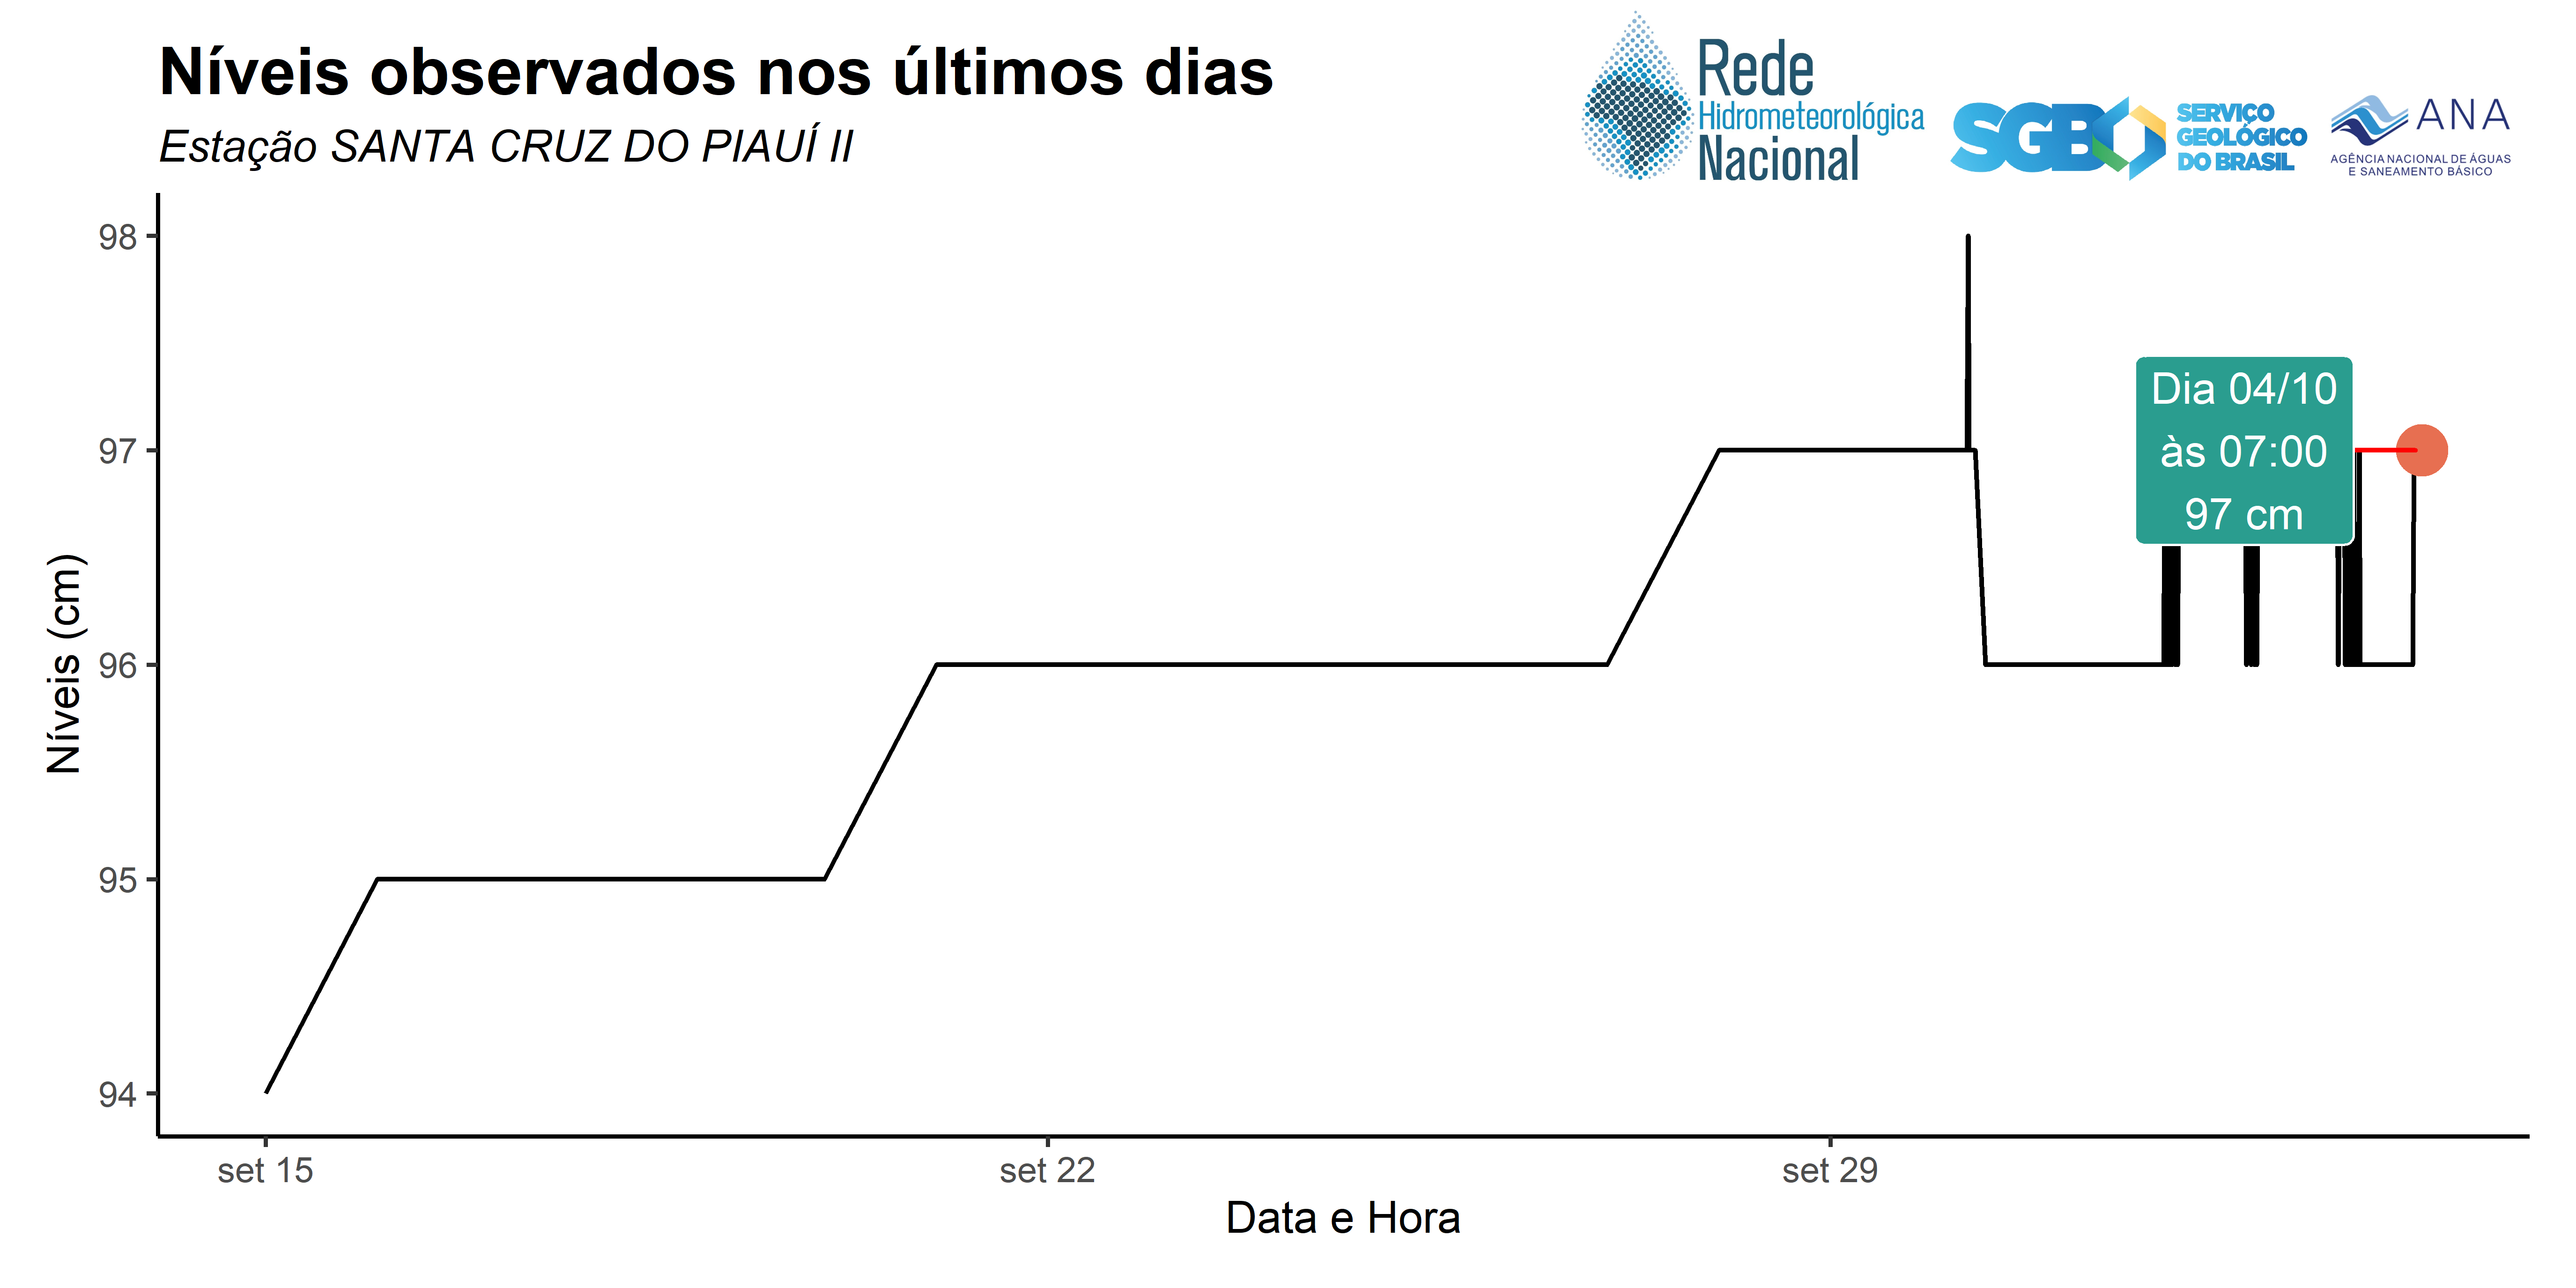 Níveis observados nos últimos dias
Estação SANTA CRUZ DO PIAUÍ II
Rede
Hidrometeorológica
Nacional
SGB
SERVIÇO
GEOLÓGICO
DO BRASIL
ANA
AGÊNCIA NACIONAL DE ÁGUAS
E SANEAMENTO BÁSICO
98
97
96
95
94
Níveis (cm)
Dia 04/10
às 07:00
97 cm
set 15
set 22
set 29
Data e Hora